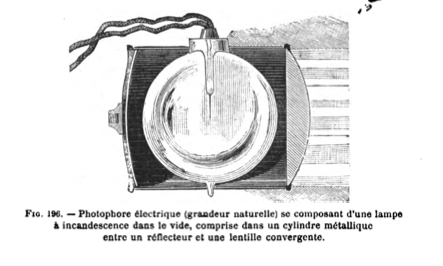 Fig. 196. — Photophore électrique (grandeur naturelle) se composant d'une lampe
à incandescence dans le vide, comprise dans un cylindre métallique
entre un réflecteur et une lentille convergente.